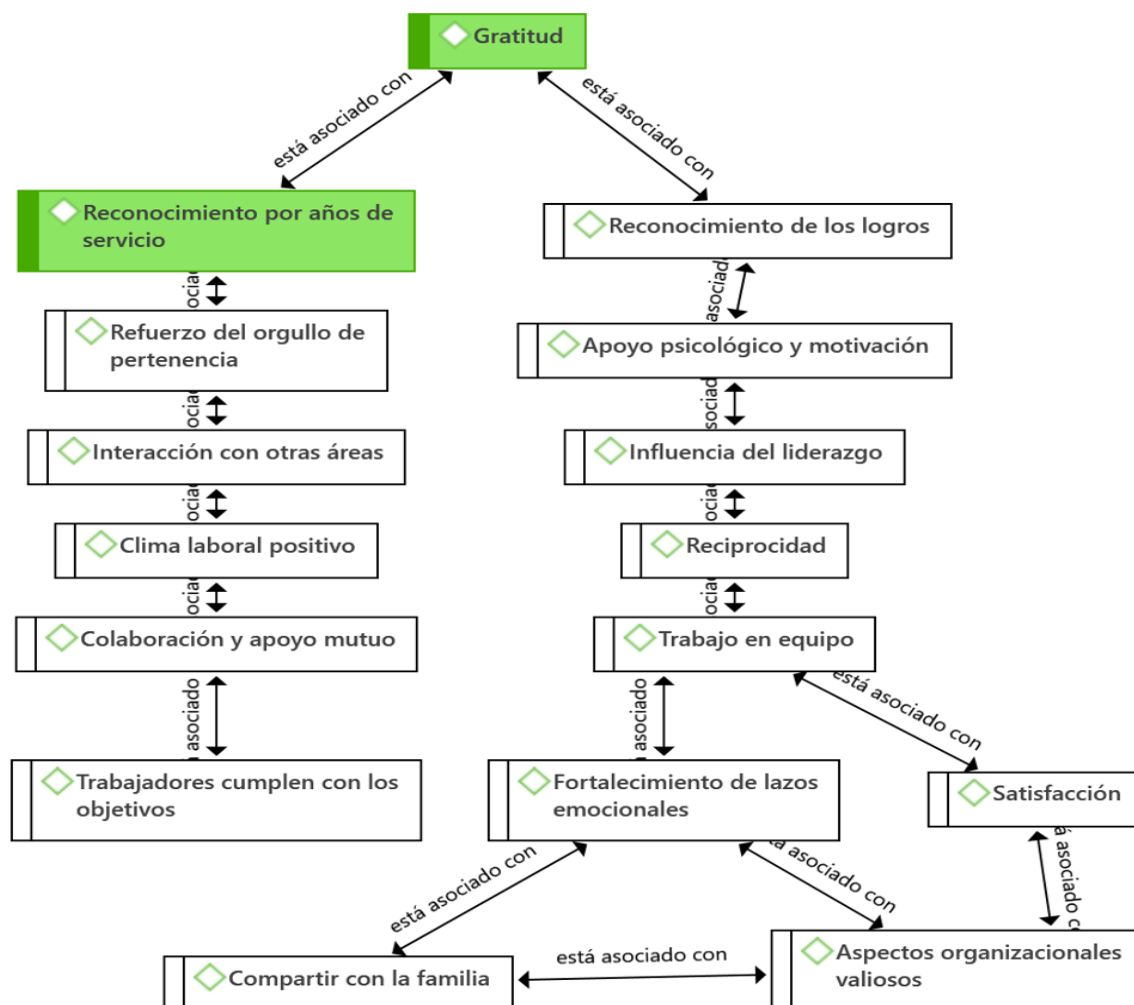 Gratitud
está asociado con
está asociado con
Reconocimiento por años de
servicio
Reconocimiento de los logros
Refuerzo del orgullo de
pertenencia
Apoyo psicológico y motivación
Interacción con otras áreas
Influencia del liderazgo
Clima laboral positivo
Reciprocidad
Colaboración y apoyo mutuo
Trabajo en equipo
asociado
asociado
está asociado con
Trabajadores cumplen con los
objetivos
Fortalecimiento de lazos
emocionales
Satisfacción
está asociado con
asociado con
asociado
Compartir con la familia
está asociado con
Aspectos organizacionales
valiosos